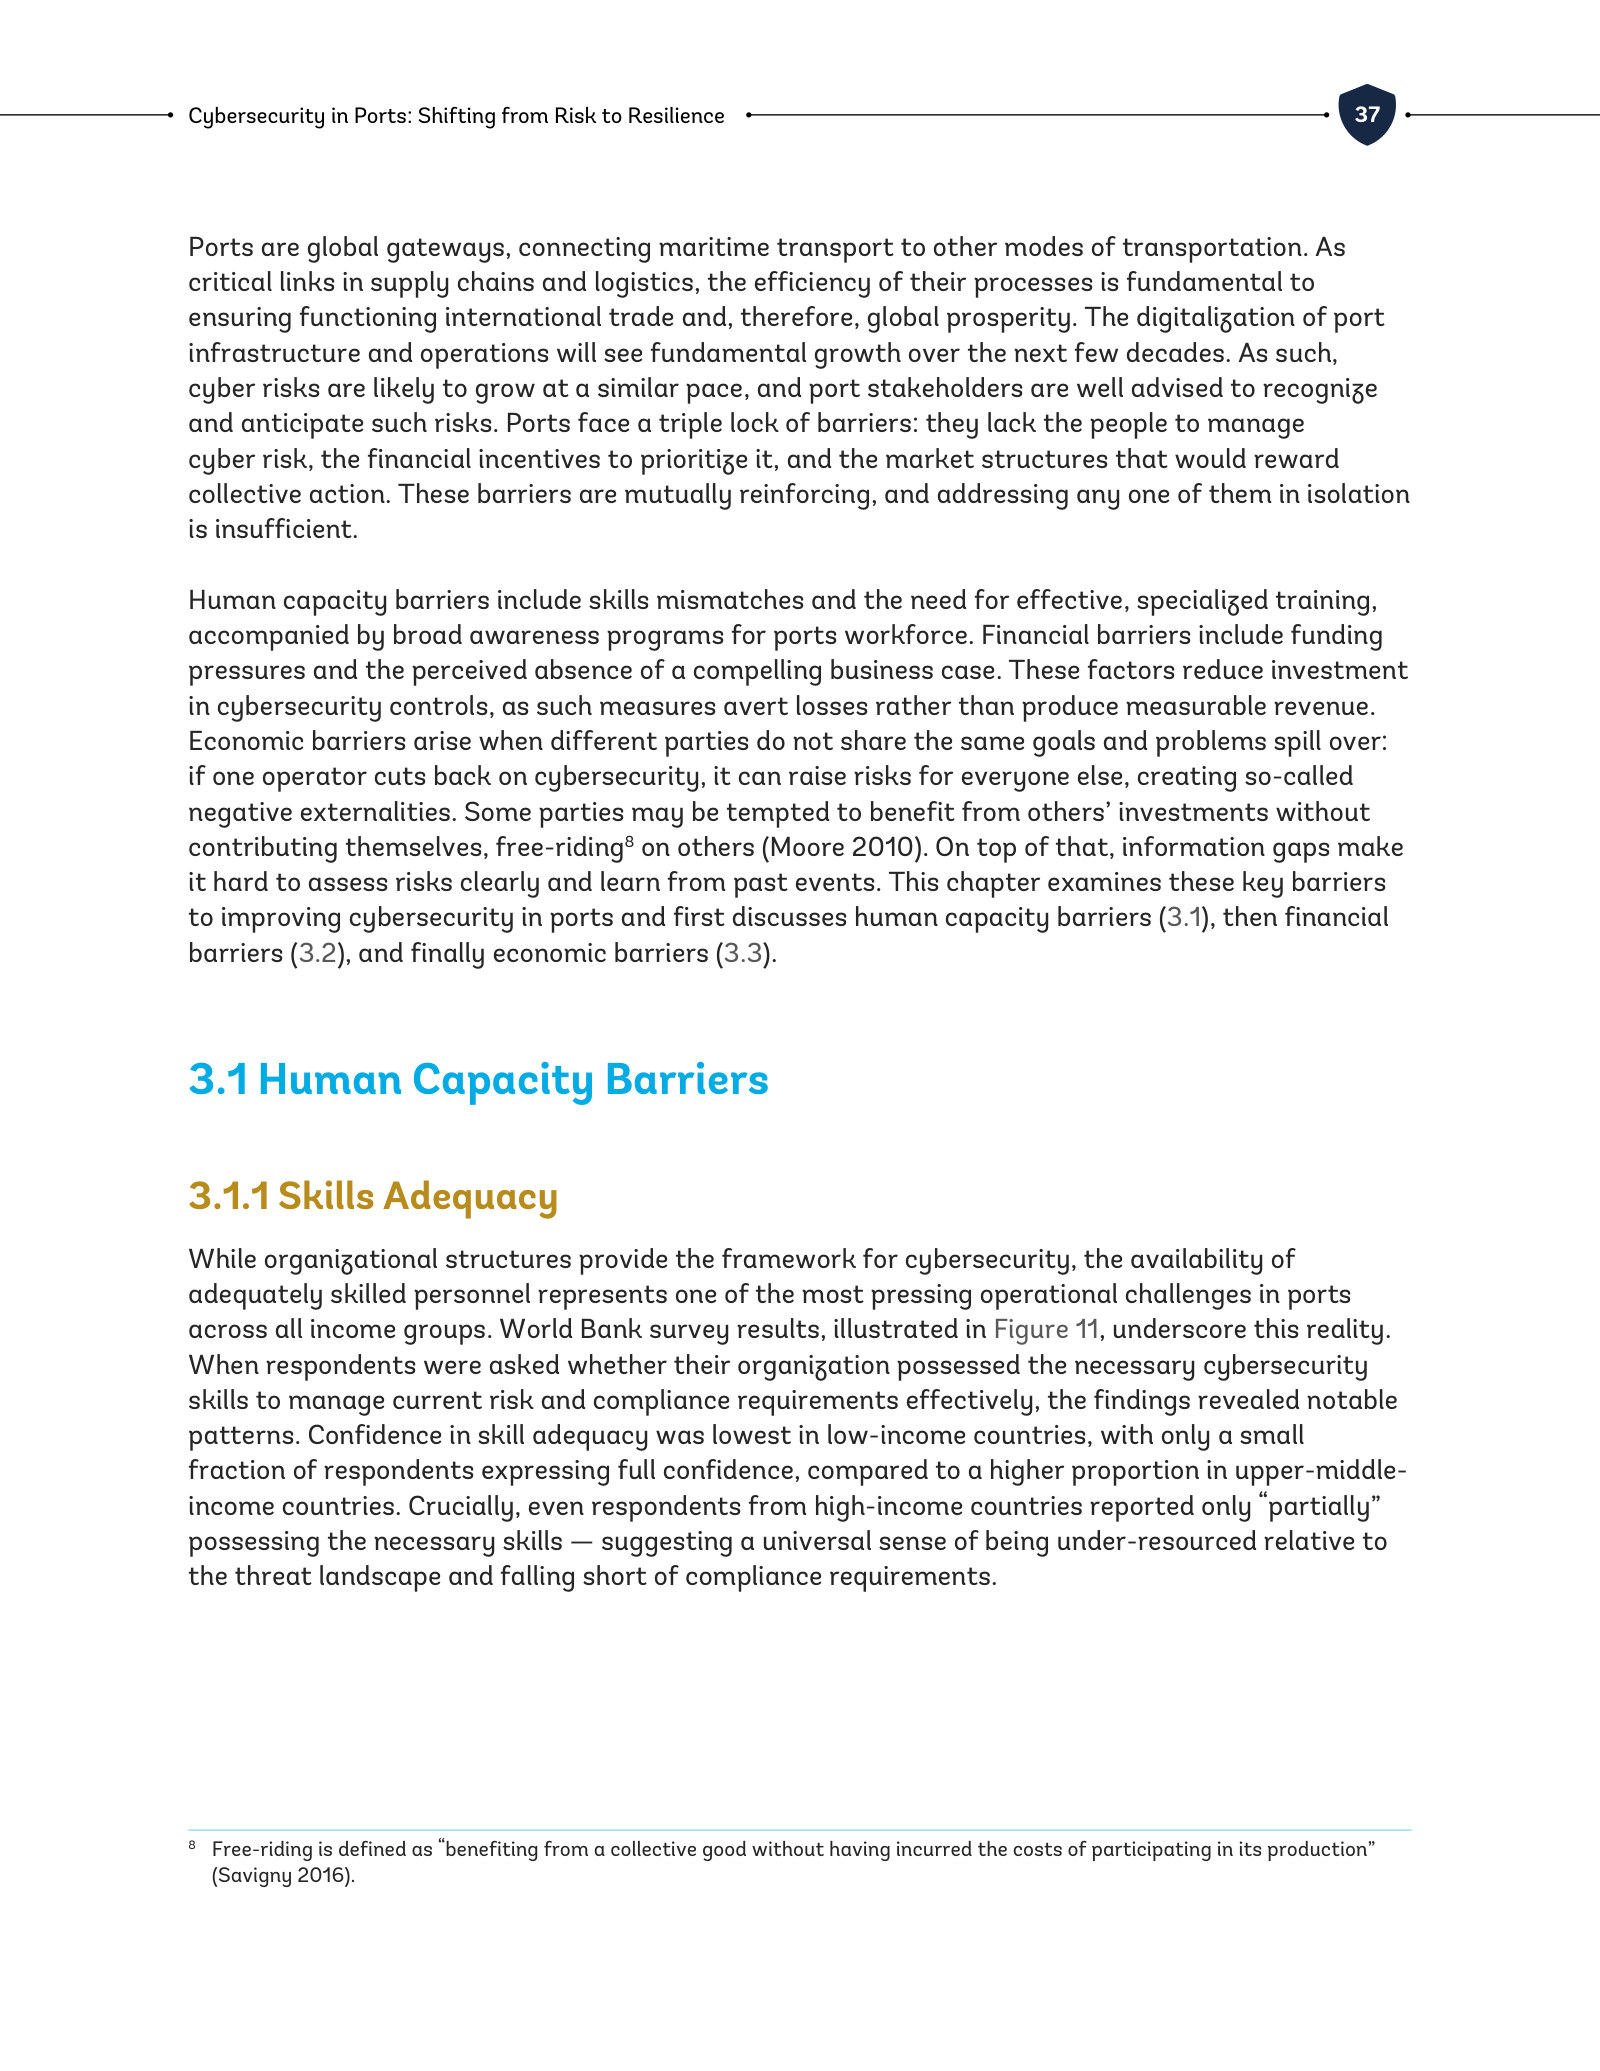 Cybersecurity in Ports: Shifting from Risk to Resilience
37
Ports are global gateways, connecting maritime transport to other modes of transportation. As
critical links in supply chains and logistics, the efficiency of their processes is fundamental to
ensuring functioning international trade and, therefore, global prosperity. The digitalization of port
infrastructure and operations will see fundamental growth over the next few decades. As such,
cyber risks are likely to grow at a similar pace, and port stakeholders are well advised to recognize
and anticipate such risks. Ports face a triple lock of barriers: they lack the people to manage
cyber risk, the financial incentives to prioritize it, and the market structures that would reward
collective action. These barriers are mutually reinforcing, and addressing any one of them in isolation
is insufficient.
Human capacity barriers include skills mismatches and the need for effective, specialized training,
accompanied by broad awareness programs for ports workforce. Financial barriers include funding
pressures and the perceived absence of a compelling business case. These factors reduce investment
in cybersecurity controls, as such measures avert losses rather than produce measurable revenue.
Economic barriers arise when different parties do not share the same goals and problems spill over:
if one operator cuts back on cybersecurity, it can raise risks for everyone else, creating so-called
negative externalities. Some parties may be tempted to benefit from others’ investments without
contributing themselves, free-riding⁸ on others (Moore 2010). On top of that, information gaps make
it hard to assess risks clearly and learn from past events. This chapter examines these key barriers
to improving cybersecurity in ports and first discusses human capacity barriers (3.1), then financial
barriers (3.2), and finally economic barriers (3.3).
3.1 Human Capacity Barriers
3.1.1 Skills Adequacy
While organizational structures provide the framework for cybersecurity, the availability of
adequately skilled personnel represents one of the most pressing operational challenges in ports
across all income groups. World Bank survey results, illustrated in Figure 11, underscore this reality.
When respondents were asked whether their organization possessed the necessary cybersecurity
skills to manage current risk and compliance requirements effectively, the findings revealed notable
patterns. Confidence in skill adequacy was lowest in low-income countries, with only a small
fraction of respondents expressing full confidence, compared to a higher proportion in upper-middle-
income countries. Crucially, even respondents from high-income countries reported only “partially”
possessing the necessary skills — suggesting a universal sense of being under-resourced relative to
the threat landscape and falling short of compliance requirements.
⁸ Free-riding is defined as “benefiting from a collective good without having incurred the costs of participating in its production”
(Savigny 2016).